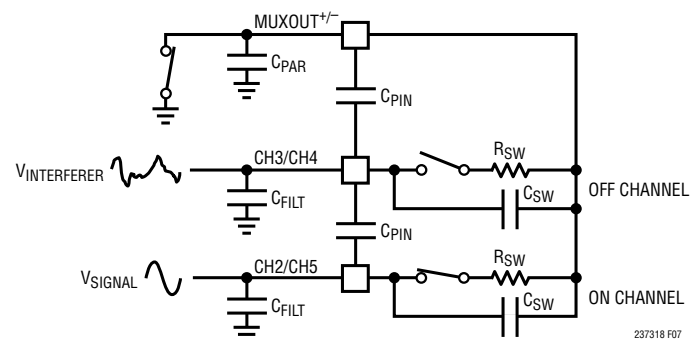 MUXOUT+/–
CPAR
CPIN
VINTERFERER
CH3/CH4
RSW
CFILT
CSW
OFF CHANNEL
CPIN
VSIGNAL
CH2/CH5
RSW
CFILT
CSW
ON CHANNEL
237318 F07